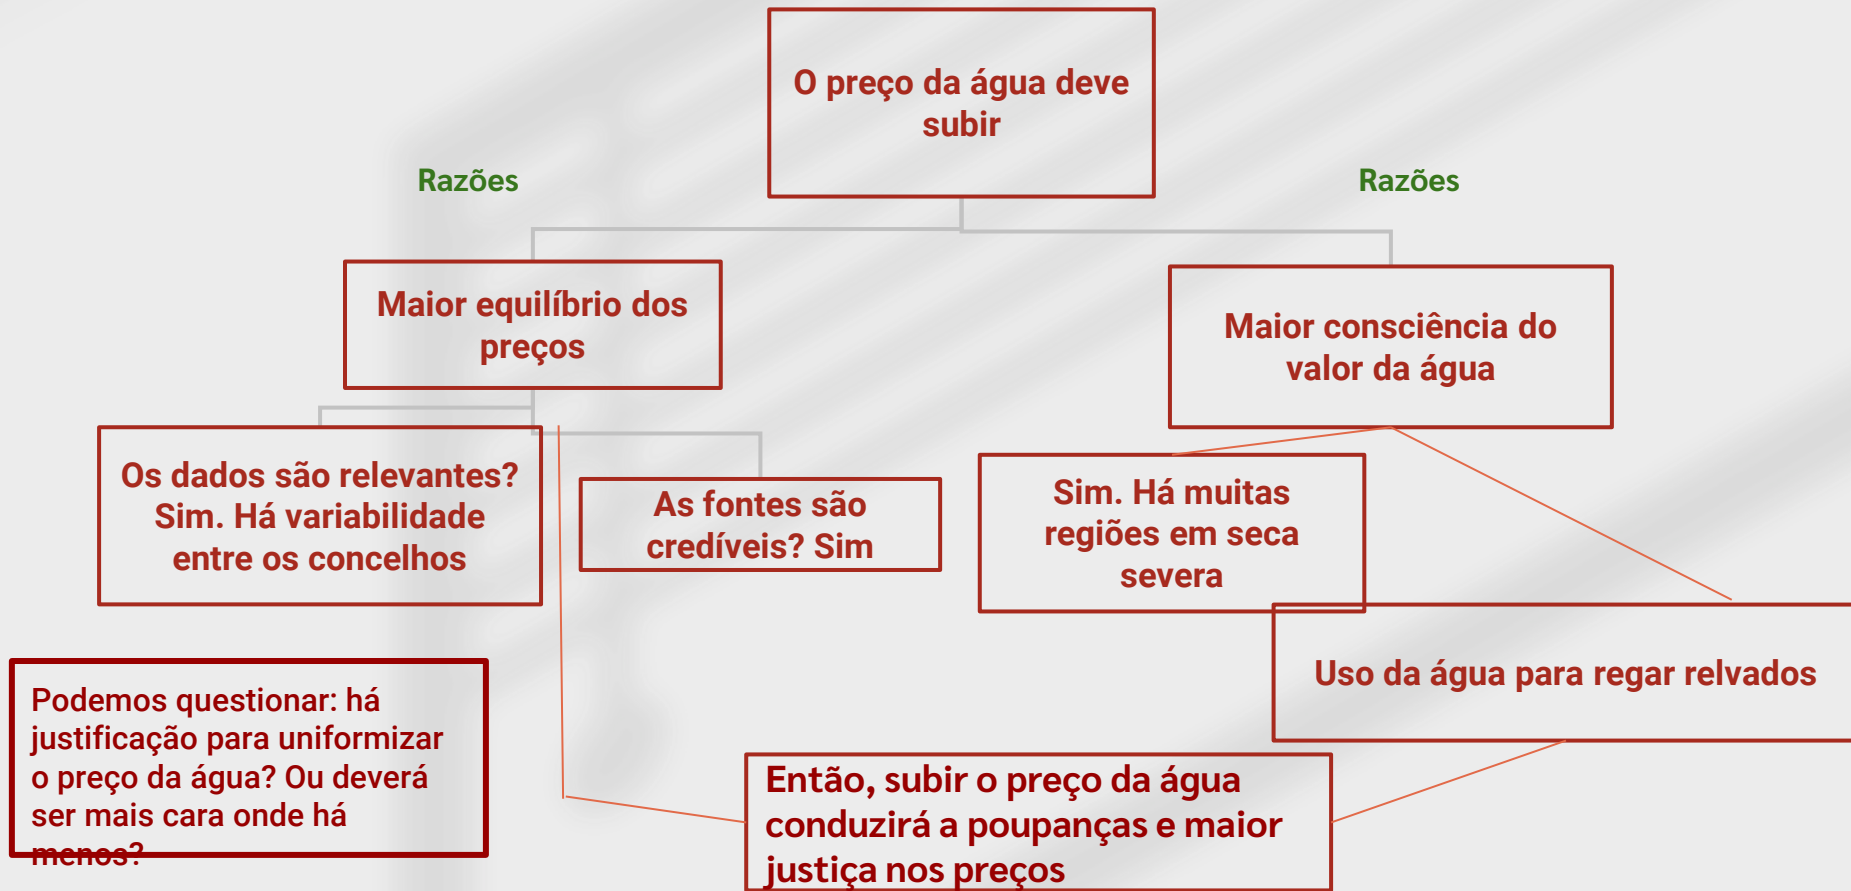 O preço da água deve
subir
Razões
Razões
Maior equilíbrio dos
preços
Maior consciência do
valor da água
Os dados são relevantes?
Sim. Há variabilidade
entre os concelhos
As fontes são
credíveis? Sim
Sim. Há muitas
regiões em seca
severa
Uso da água para regar relvados
Podemos questionar: há
justificação para uniformizar
o preço da água? Ou deverá
ser mais cara onde há
menos?
Então, subir o preço da água
conduzirá a poupanças e maior
justiça nos preços